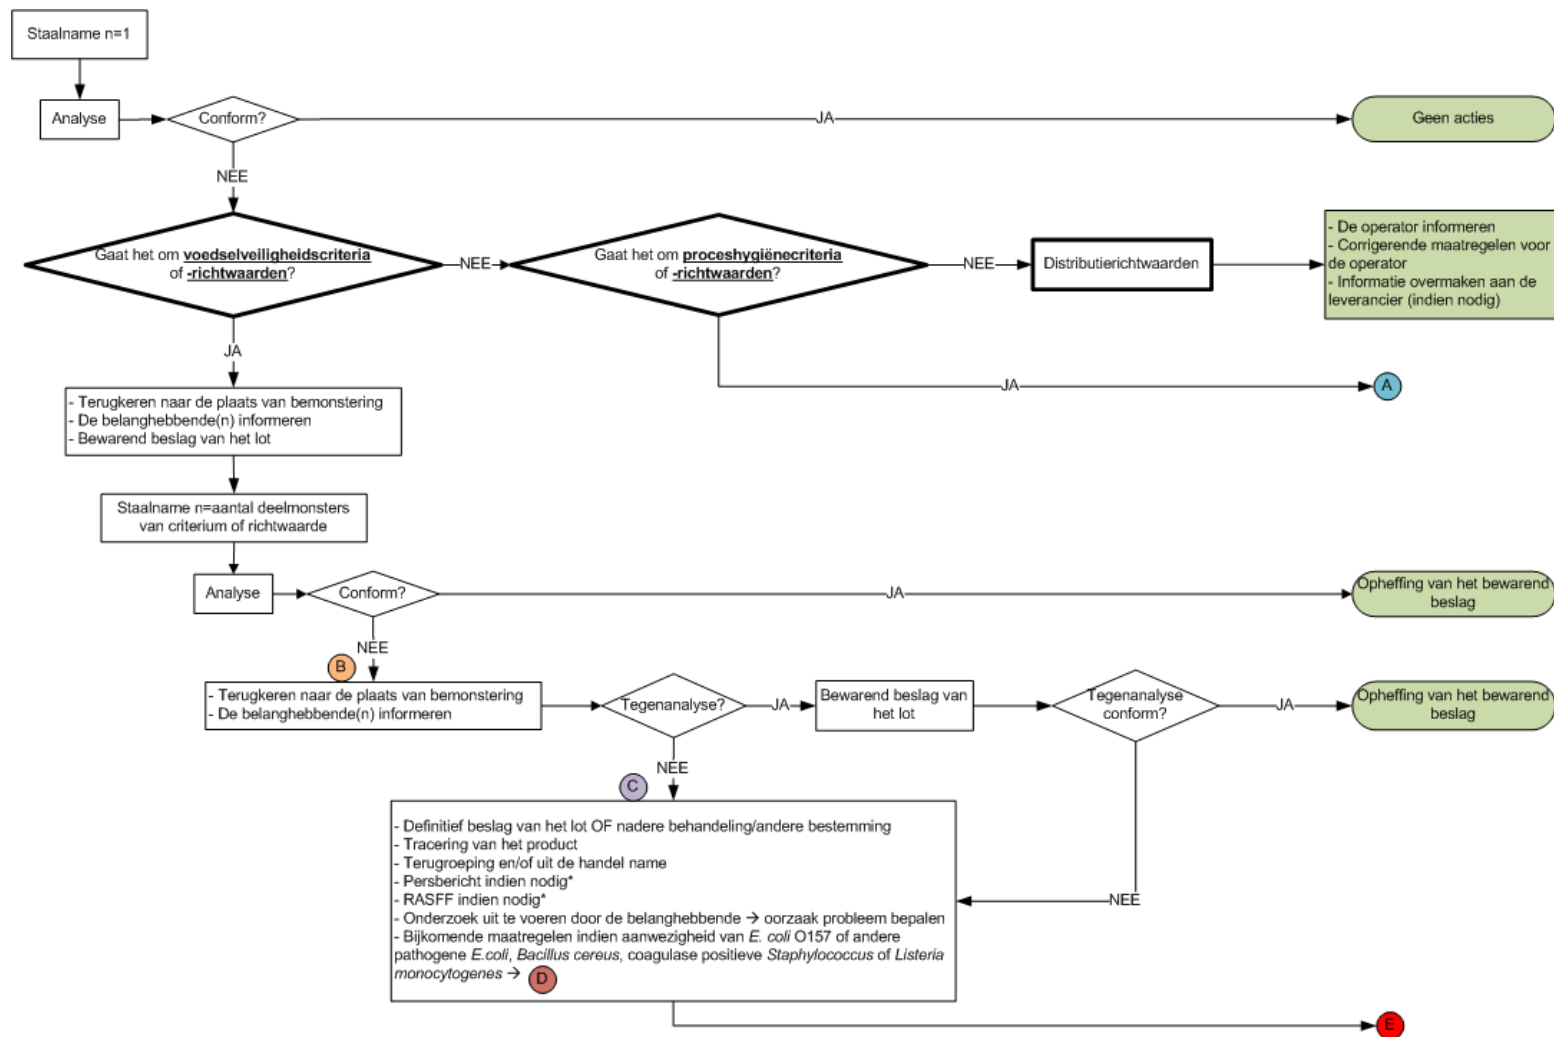 Staalname n=1
Analyse
Conform?
JA
Geen acties
NEE
Gaat het om voedselveiligheidscriteria
of -richtwaarden?
NEE
Gaat het om proceshygiënecriteria
of -richtwaarden?
NEE
Distributierichtwaarden
- De operator informeren
- Corrigerende maatregelen voor
de operator
- Informatie overmaken aan de
leverancier (indien nodig)
JA
JA
A
- Terugkeren naar de plaats van bemonstering
- De belanghebbende(n) informeren
- Bewarend beslag van het lot
Staalname n=aantal deelmonsters
van criterium of richtwaarde
Analyse
Conform?
JA
Opheffing van het bewarend
beslag
NEE
B
- Terugkeren naar de plaats van bemonstering
- De belanghebbende(n) informeren
Tegenanalyse?
JA
Bewarend beslag van
het lot
Tegenanalyse
conform?
JA
Opheffing van het bewarend
beslag
NEE
C
- Definitief beslag van het lot OF nadere behandeling/andere bestemming
- Tracering van het product
- Terugroeping en/of uit de handel name
- Persbericht indien nodig*
- RASFF indien nodig*
- Onderzoek uit te voeren door de belanghebbende → oorzaak probleem bepalen
- Bijkomende maatregelen indien aanwezigheid van E. coli O157 of andere
pathogene E.coli, Bacillus cereus, coagulase positieve Staphylococcus of Listeria
monocytogenes →
D
NEE
E